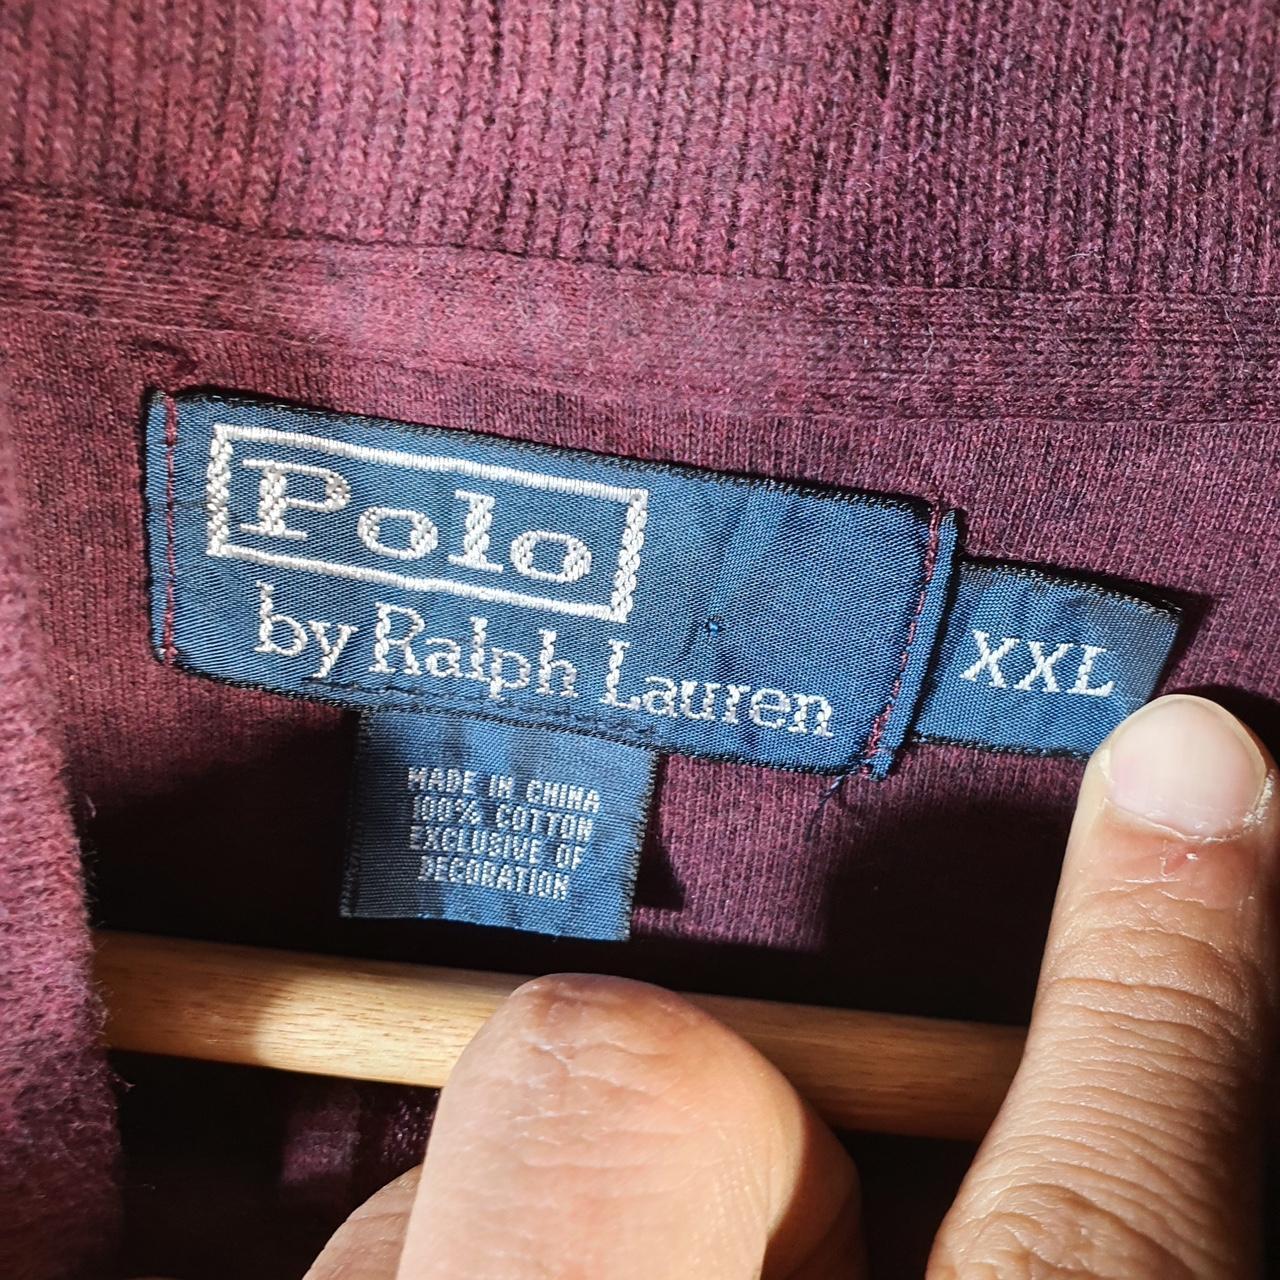 Polo
by Ralph Lauren
XXL
MADE IN CHINA
100% COTTON
EXCLUSIVE OF
DECORATION